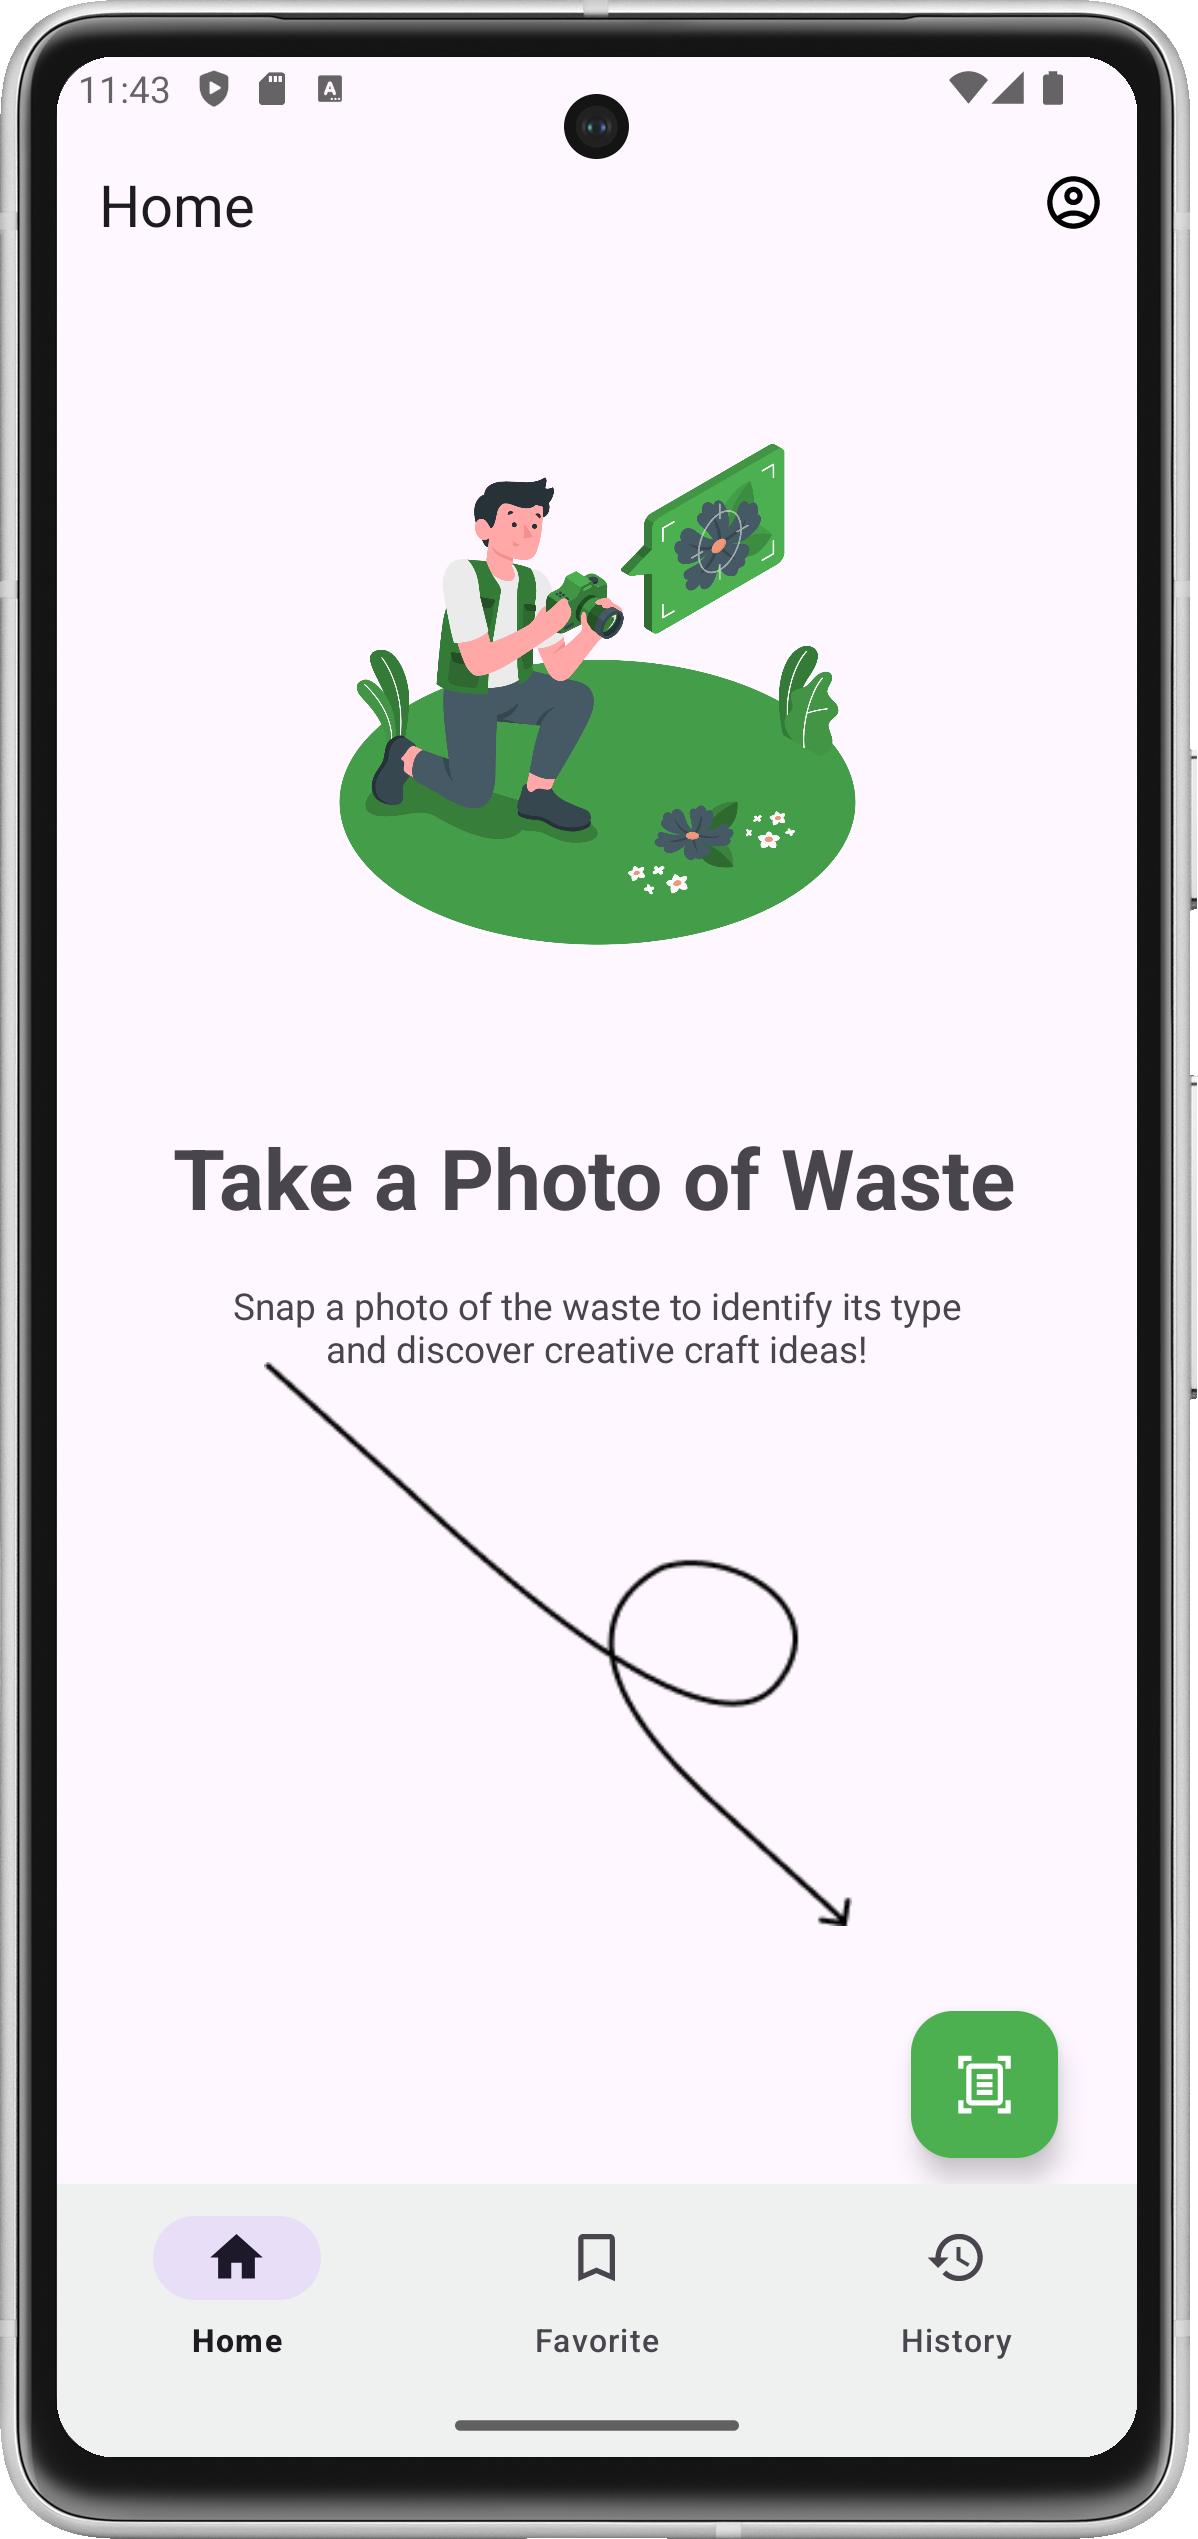 11:43
Home
Take a Photo of Waste
Snap a photo of the waste to identify its type
and discover creative craft ideas!
Home
Favorite
History